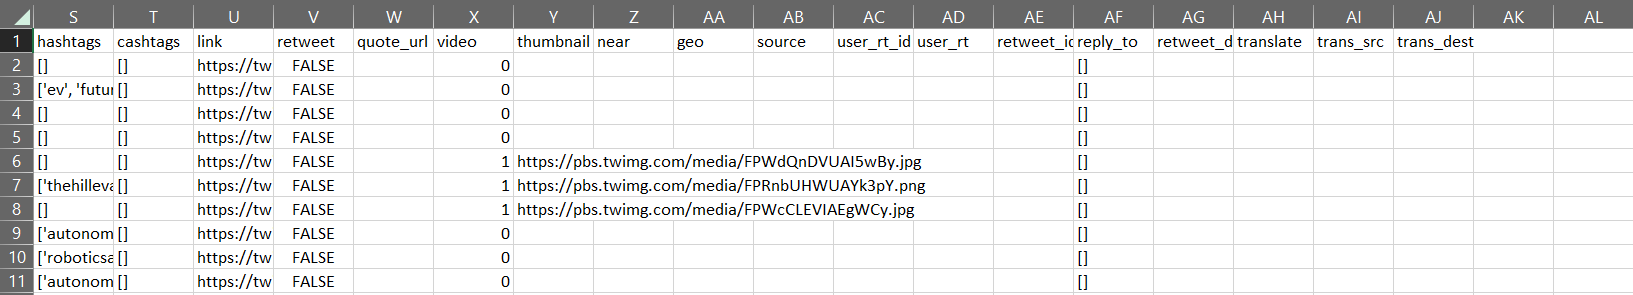 S T U V W X Y Z AA AB AC AD AE AF AG AH AI AJ AK AL
1 hashtags cashtags link retweet quote_url video thumbnail near geo source user_rt_id user_rt retweet_id reply_to retweet_d translate trans_src trans_dest
2 [] [] https://tw FALSE 0 []
3 ['ev', 'futur [] https://tw FALSE 0 []
4 [] [] https://tw FALSE 0 []
5 [] [] https://tw FALSE 0 []
6 [] [] https://tw FALSE 1 https://pbs.twimg.com/media/FPWdQnDVUAI5wBy.jpg []
7 ['thehilleva [] https://tw FALSE 1 https://pbs.twimg.com/media/FPRnbUHWUAYk3pY.png []
8 [] [] https://tw FALSE 1 https://pbs.twimg.com/media/FPWcCLEVIAEgWCy.jpg []
9 ['autonom [] https://tw FALSE 0 []
10 ['roboticsa [] https://tw FALSE 0 []
11 ['autonom [] https://tw FALSE 0 []